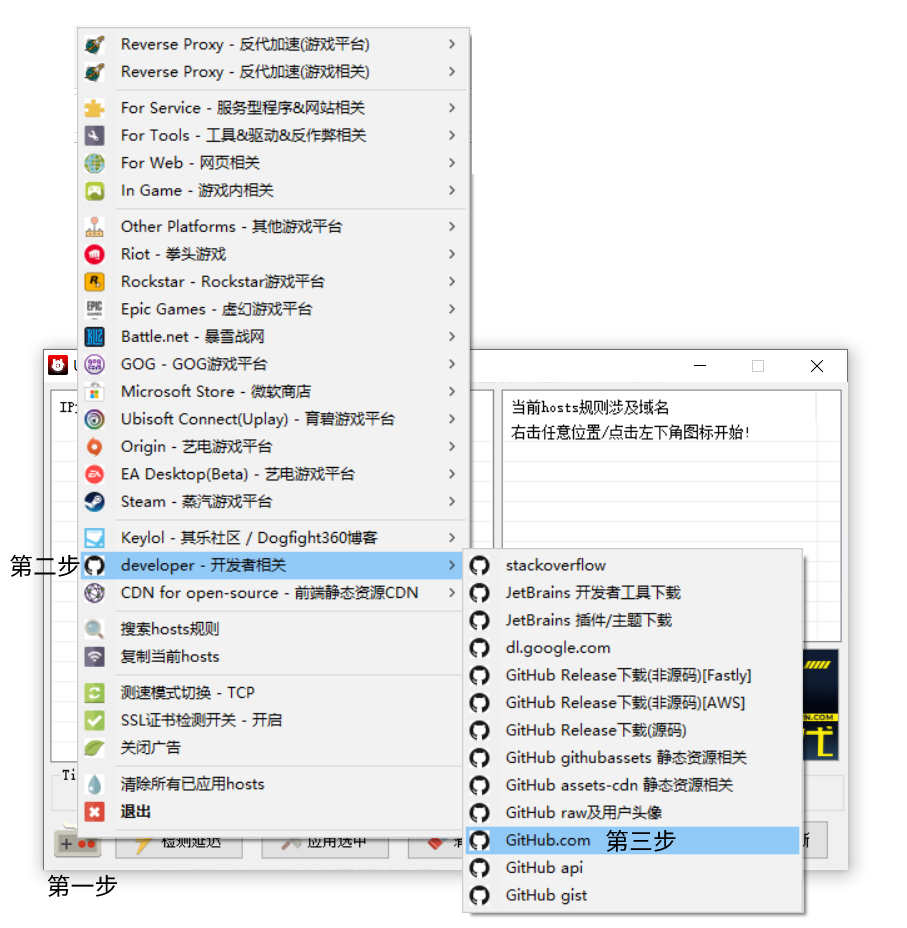 Reverse Proxy - 反代加速(游戏平台)
Reverse Proxy - 反代加速(游戏相关)
For Service - 服务型程序&网站相关
For Tools - 工具&驱动&反作弊相关
For Web - 网页相关
In Game - 游戏内相关
Other Platforms - 其他游戏平台
Riot - 拳头游戏
Rockstar - Rockstar游戏平台
Epic Games - 虚幻游戏平台
Battle.net - 暴雪战网
GOG - GOG游戏平台
Microsoft Store - 微软商店
Ubisoft Connect(Uplay) - 育碧游戏平台
Origin - 艺电游戏平台
EA Desktop(Beta) - 艺电游戏平台
Steam - 蒸汽游戏平台
Keylol - 其乐社区 / Dogfight360博客
第二步
developer - 开发者相关
CDN for open-source - 前端静态资源CDN
搜索hosts规则
复制当前hosts
测速模式切换 - TCP
SSL证书检测开关 - 开启
关闭广告
清除所有已应用hosts
退出
当前hosts规则涉及域名
右击任意位置/点击左下角图标开始!
stackoverflow
JetBrains 开发者工具下载
JetBrains 插件/主题下载
dl.google.com
GitHub Release下载(非源码)[Fastly]
GitHub Release下载(非源码)[AWS]
GitHub Release下载(源码)
GitHub githubassets 静态资源相关
GitHub assets-cdn 静态资源相关
GitHub raw及用户头像
GitHub.com 第三步
GitHub api
GitHub gist
Ti
检测延迟
应用选中
第一步